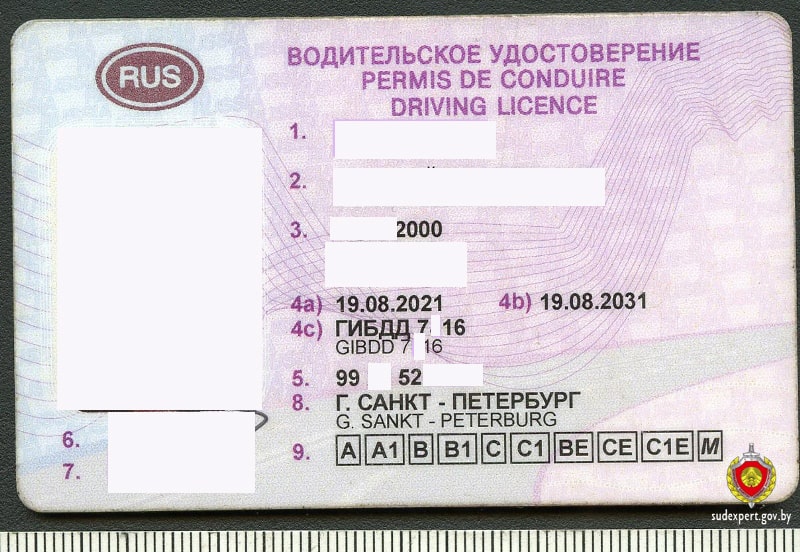 RUS
ВОДИТЕЛЬСКОЕ УДОСТОВЕРЕНИЕ
PERMIS DE CONDUIRE
DRIVING LICENCE
1.
2.
3. 2000
4a) 19.08.2021 4b) 19.08.2031
4c) ГИБДД 7 16
GIBDD 7 16
5. 99 52
8. Г. САНКТ - ПЕТЕРБУРГ
G. SANKT - PETERBURG
6.
7.
9. A A1 B B1 C C1 BE CE C1E M
sudexpert.gov.by